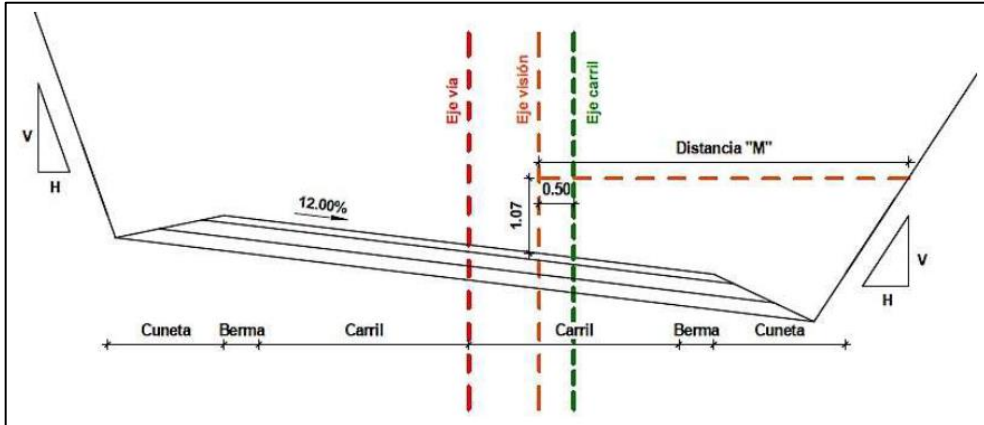 Eje vía
Eje visión
Eje carril
V
H
12.00%
Distancia "M"
0.50
1.07
V
H
Cuneta
Berma
Carril
Carril
Berma
Cuneta